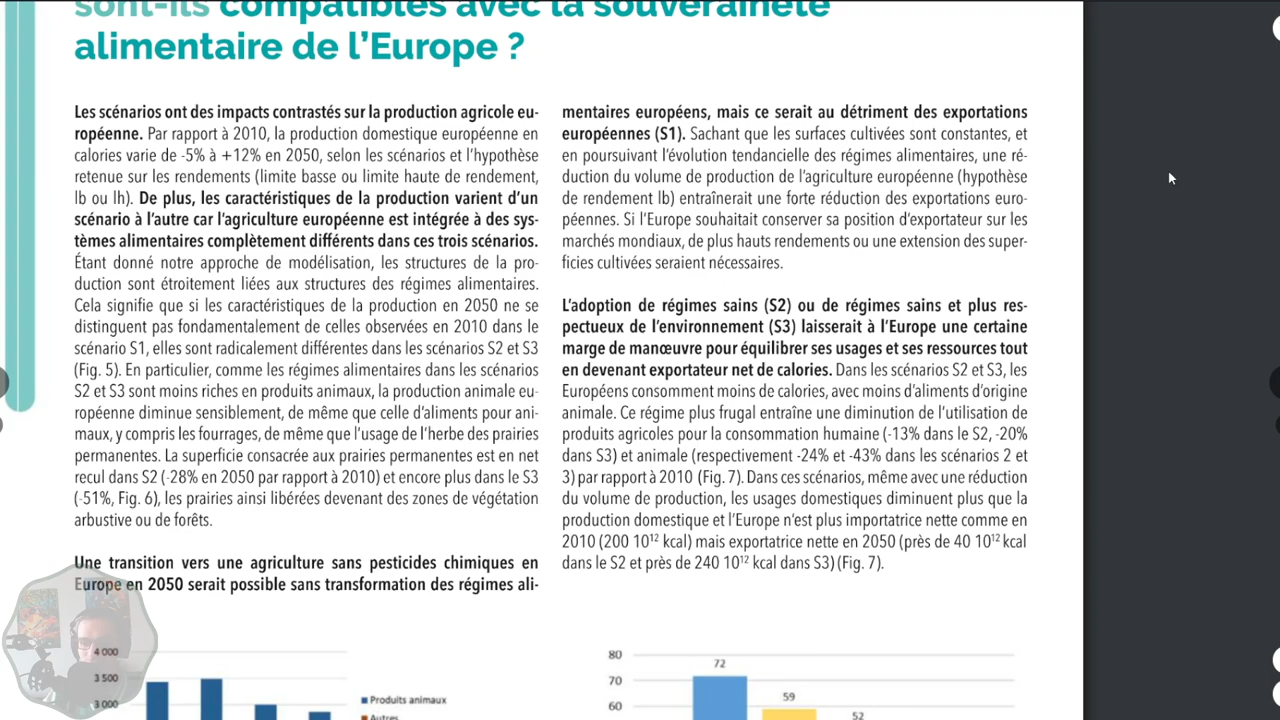 sont-ils compatibles avec la souveraineté
alimentaire de l'Europe ?
Les scénarios ont des impacts contrastés sur la production agricole eu-
ropéenne. Par rapport à 2010, la production domestique européenne en
calories varie de -5% à +12% en 2050, selon les scénarios et l'hypothèse
retenue sur les rendements (limite basse ou limite haute de rendement,
lb ou lh). De plus, les caractéristiques de la production varient d'un
scénario à l'autre car l'agriculture européenne est intégrée à des sys-
tèmes alimentaires complètement différents dans ces trois scénarios.
Étant donné notre approche de modélisation, les structures de la pro-
duction sont étroitement liées aux structures des régimes alimentaires.
Cela signifie que si les caractéristiques de la production en 2050 ne se
distinguent pas fondamentalement de celles observées en 2010 dans le
scénario S1, elles sont radicalement différentes dans les scénarios S2 et S3
(Fig. 5). En particulier, comme les régimes alimentaires dans les scénarios
S2 et S3 sont moins riches en produits animaux, la production animale eu-
ropéenne diminue sensiblement, de même que celle d'aliments pour ani-
maux, y compris les fourrages, de même que l'usage de l'herbe des prairies
permanentes. La superficie consacrée aux prairies permanentes est en net
recul dans S2 (-28% en 2050 par rapport à 2010) et encore plus dans le S3
(-51%, Fig. 6), les prairies ainsi libérées devenant des zones de végétation
arbustive ou de forêts.
Une transition vers une agriculture sans pesticides chimiques en
Europe en 2050 serait possible sans transformation des régimes ali-
mentaires européens, mais ce serait au détriment des exportations
européennes (S1). Sachant que les surfaces cultivées sont constantes, et
en poursuivant l'évolution tendancielle des régimes alimentaires, une ré-
duction du volume de production de l'agriculture européenne (hypothèse
de rendement lb) entraînerait une forte réduction des exportations euro-
péennes. Si l'Europe souhaitait conserver sa position d'exportateur sur les
marchés mondiaux, de plus hauts rendements ou une extension des super-
ficies cultivées seraient nécessaires.
L'adoption de régimes sains (S2) ou de régimes sains et plus res-
pectueux de l'environnement (S3) laisserait à l'Europe une certaine
marge de manœuvre pour équilibrer ses usages et ses ressources tout
en devenant exportateur net de calories. Dans les scénarios S2 et S3, les
Européens consomment moins de calories, avec moins d'aliments d'origine
animale. Ce régime plus frugal entraîne une diminution de l'utilisation de
produits agricoles pour la consommation humaine (-13% dans le S2, -20%
dans S3) et animale (respectivement -24% et -43% dans les scénarios 2 et
3) par rapport à 2010 (Fig. 7). Dans ces scénarios, même avec une réduction
du volume de production, les usages domestiques diminuent plus que la
production domestique et l'Europe n'est plus importatrice nette comme en
2010 (200 10¹² kcal) mais exportatrice nette en 2050 (près de 40 10¹² kcal
dans le S2 et près de 240 10¹² kcal dans S3) (Fig. 7).
4 000
3 500
3 000
Produits animaux
Autres
80
70
60
72
59
52